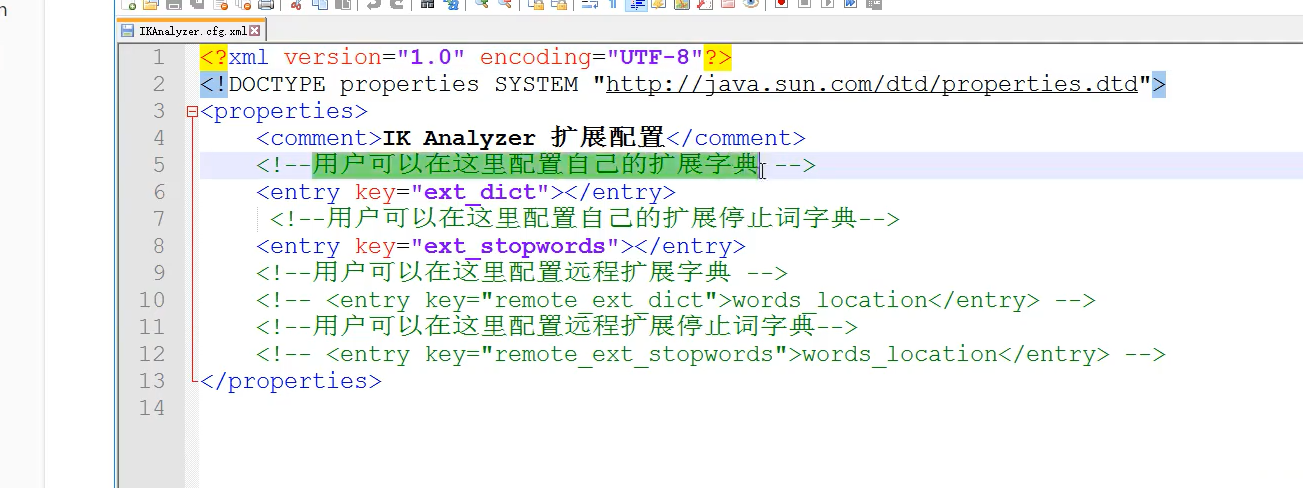 n
IKAnalyzer.cfg.xml
1 <?xml version="1.0" encoding="UTF-8"?>
2 <!DOCTYPE properties SYSTEM "http://java.sun.com/dtd/properties.dtd">
3 <properties>
4 <comment>IK Analyzer 扩展配置</comment>
5 <!--用户可以在这里配置自己的扩展字典 -->
6 <entry key="ext_dict"></entry>
7 <!--用户可以在这里配置自己的扩展停止词字典-->
8 <entry key="ext_stopwords"></entry>
9 <!--用户可以在这里配置远程扩展字典 -->
10 <!-- <entry key="remote_ext_dict">words_location</entry> -->
11 <!--用户可以在这里配置远程扩展停止词字典-->
12 <!-- <entry key="remote_ext_stopwords">words_location</entry> -->
13 </properties>
14